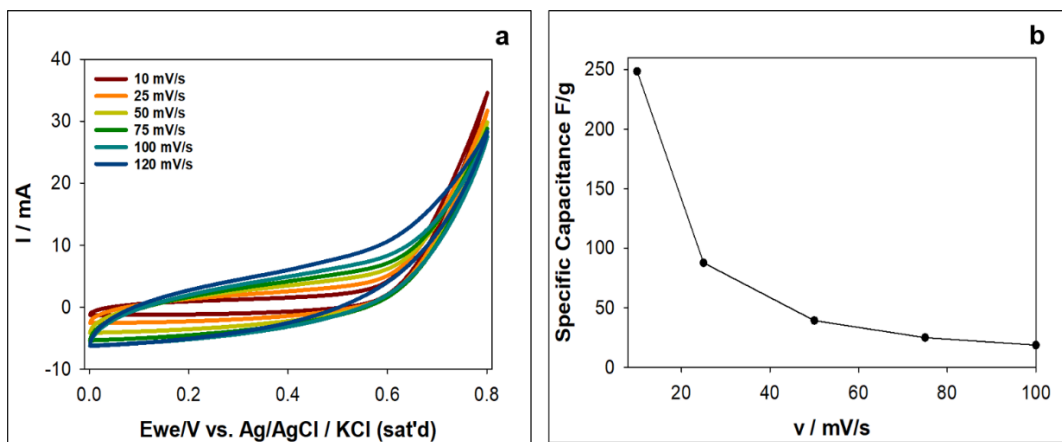 a
40
30
20
10
0
-10
I / mA
10 mV/s
25 mV/s
50 mV/s
75 mV/s
100 mV/s
120 mV/s
0.0 0.2 0.4 0.6 0.8
Ewe/V vs. Ag/AgCl / KCl (sat'd)
b
250
200
150
100
50
0
Specific Capacitance F/g
20 40 60 80 100
v / mV/s